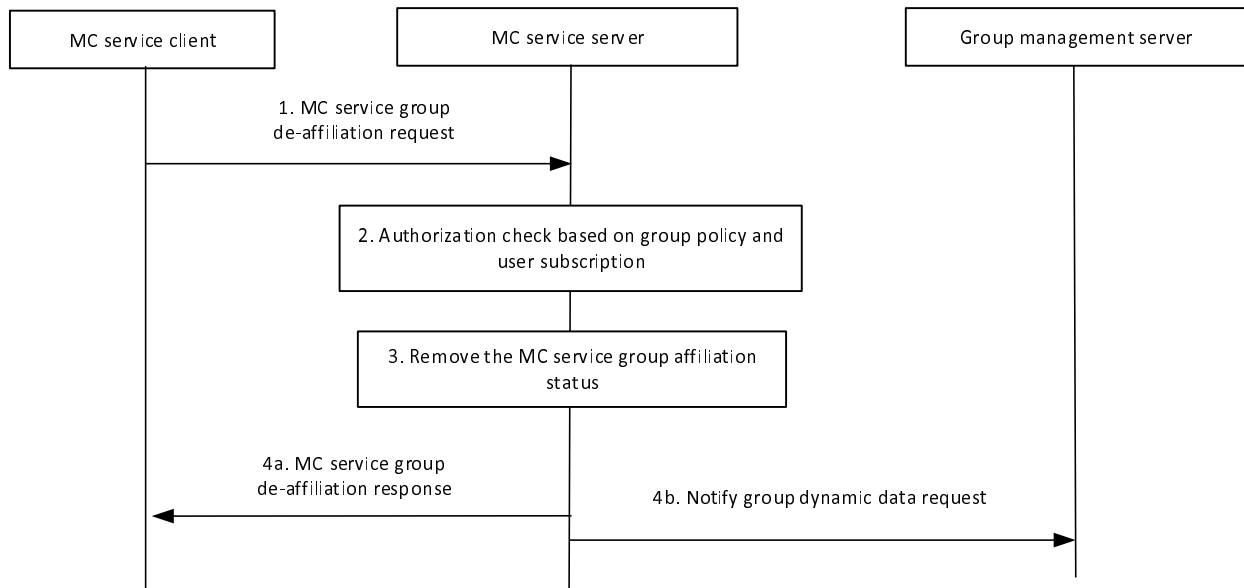 MC service client
MC service server
Group management server
1. MC service group
de-affiliation request
2. Authorization check based on group policy and
user subscription
3. Remove the MC service group affiliation
status
4a. MC service group
de-affiliation response
4b. Notify group dynamic data request